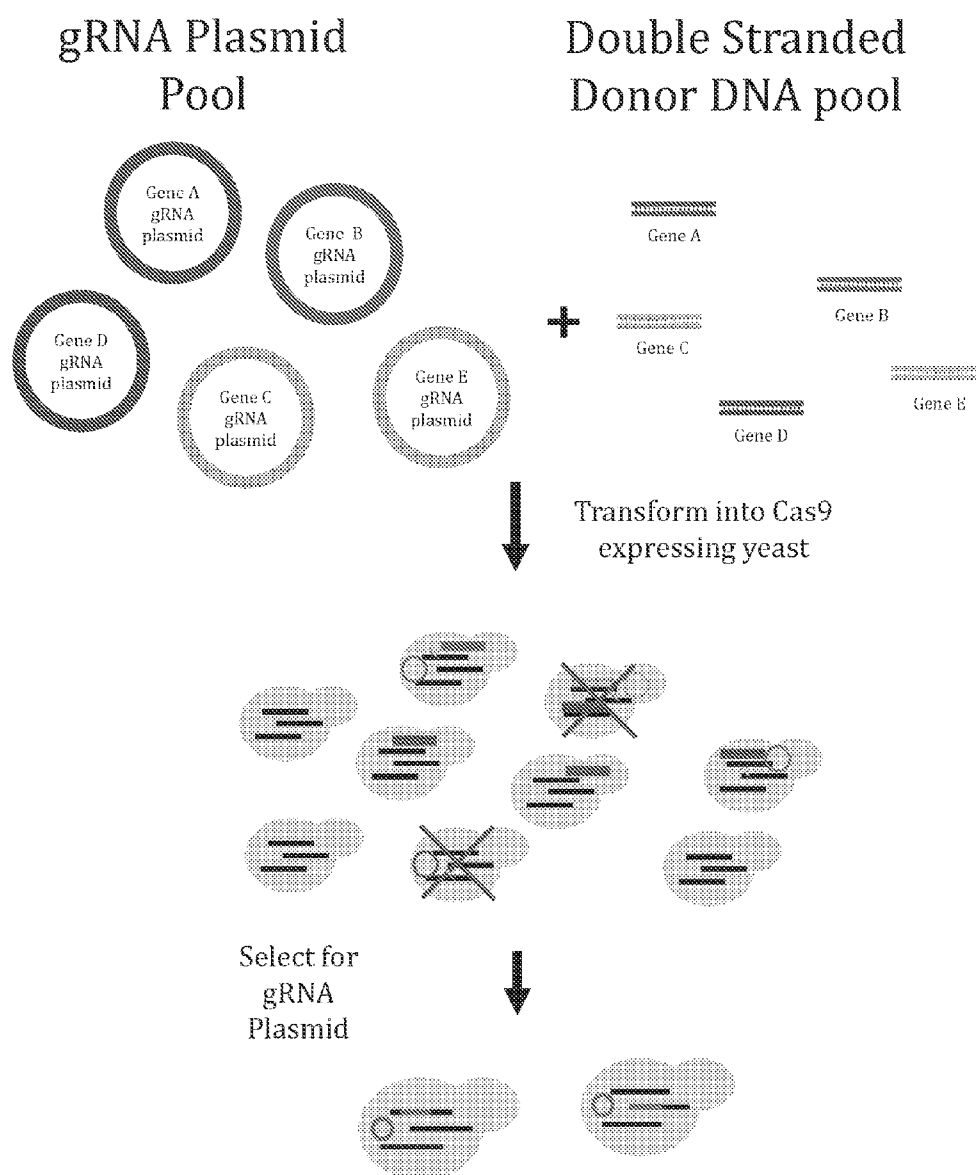 gRNA Plasmid
Pool
Double Stranded
Donor DNA pool
Gene A
gRNA
plasmid
Gene B
gRNA
plasmid
Gene D
gRNA
plasmid
Gene C
gRNA
plasmid
Gene E
gRNA
plasmid
+
Gene A
Gene B
Gene C
Gene E
Gene D
Transform into Cas9
expressing yeast
Select for
gRNA
Plasmid